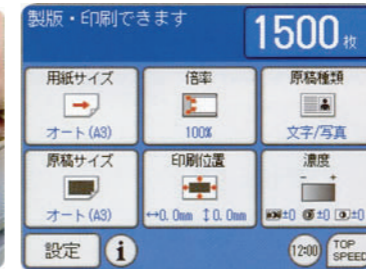 製版・印刷できます
1500枚
用紙サイズ
オート(A3)
倍率
100%
原稿種類
文字/写真
原稿サイズ
オート(A3)
印刷位置
↔0.0mm ↕0.0mm
濃度
- +
±0 ±0 ±0
設定
i
12:00
TOP SPEED